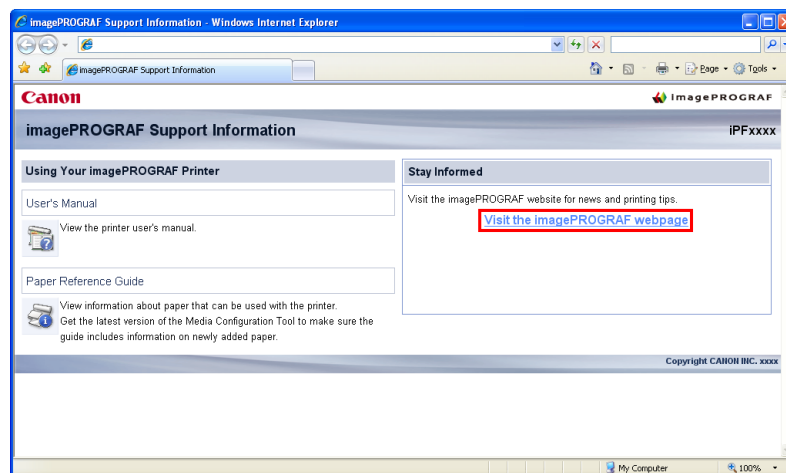 imagePROGRAF Support Information - Windows Internet Explorer
imagePROGRAF Support Information
Page
Tools
Canon
imagePROGRAF
imagePROGRAF Support Information
iPFxxxx
Using Your imagePROGRAF Printer
User's Manual
View the printer user's manual.
Paper Reference Guide
View information about paper that can be used with the printer.
Get the latest version of the Media Configuration Tool to make sure the
guide includes information on newly added paper.
Stay Informed
Visit the imagePROGRAF website for news and printing tips.
Visit the imagePROGRAF webpage
Copyright CANON INC. xxxx
My Computer
100%